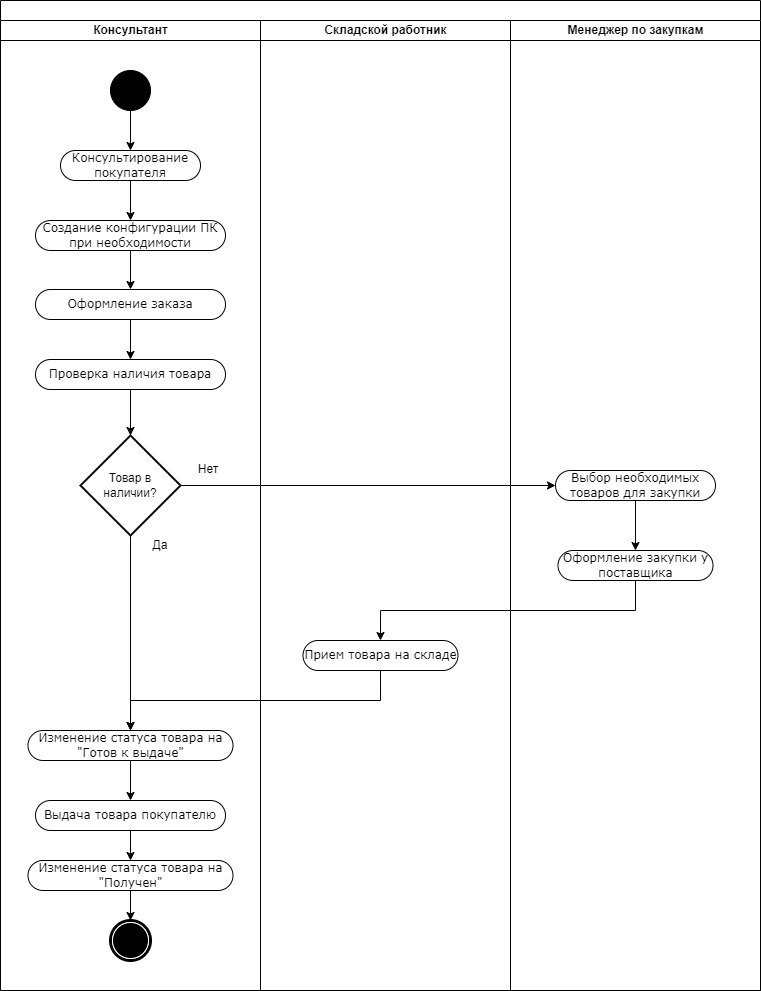 Консультант
Складской работник
Менеджер по закупкам
Консультирование
покупателя
Создание конфигурации ПК
при необходимости
Оформление заказа
Проверка наличия товара
Товар в
наличии?
Нет
Выбор необходимых
товаров для закупки
Да
Оформление закупки у
поставщика
Прием товара на складе
Изменение статуса товара на
"Готов к выдаче"
Выдача товара покупателю
Изменение статуса товара на
"Получен"